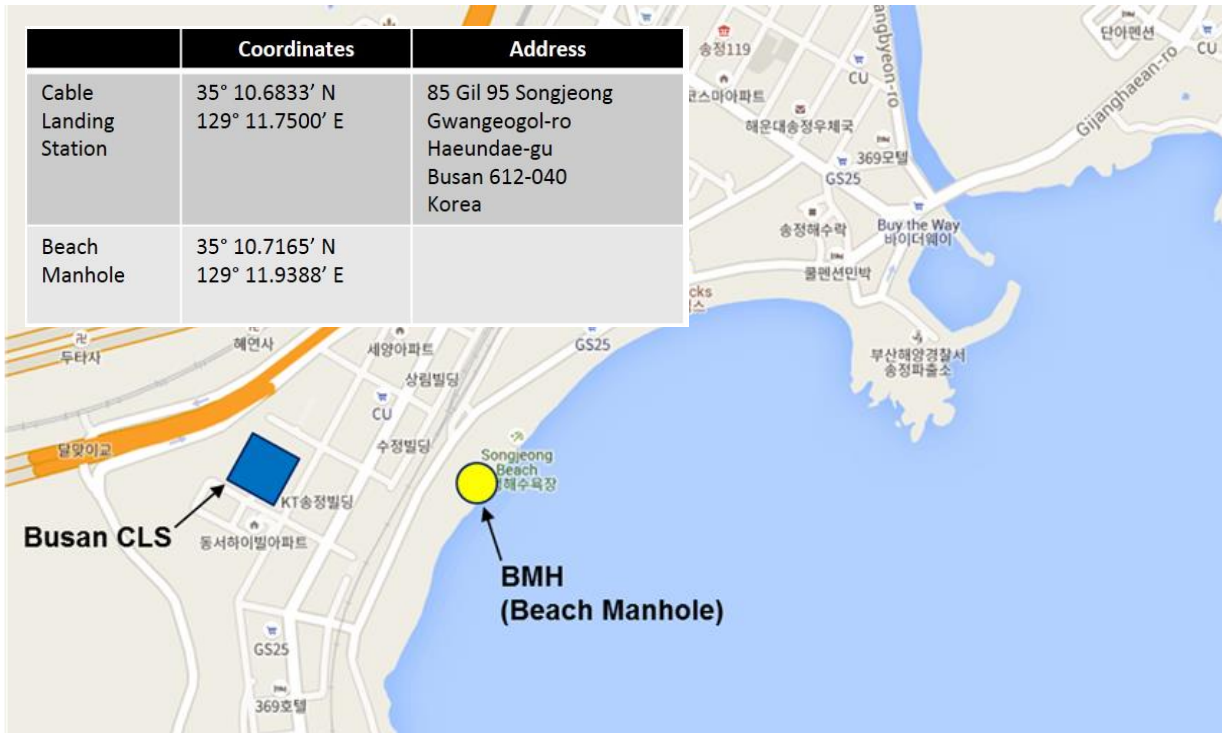 Coordinates
Address
Cable
Landing
Station
35° 10.6833’ N
129° 11.7500’ E
85 Gil 95 Songjeong
Gwangeogol-ro
Haeundae-gu
Busan 612-040
Korea
Beach
Manhole
35° 10.7165’ N
129° 11.9388’ E
송정119
CU
단아펜션
CU
Gijanghaean-ro
해운대송정우체국
369모텔
GS25
송정해수락
Buy the Way
바이더웨이
쿨펜션민박
부산해양경찰서
송정파출소
두타사
혜연사
세양아파트
GS25
상림빌딩
CU
수정빌딩
달맞이교
Songjeong
Beach
해수욕장
KT송정빌딩
Busan CLS
동서하이빌아파트
BMH
(Beach Manhole)
GS25
369호텔